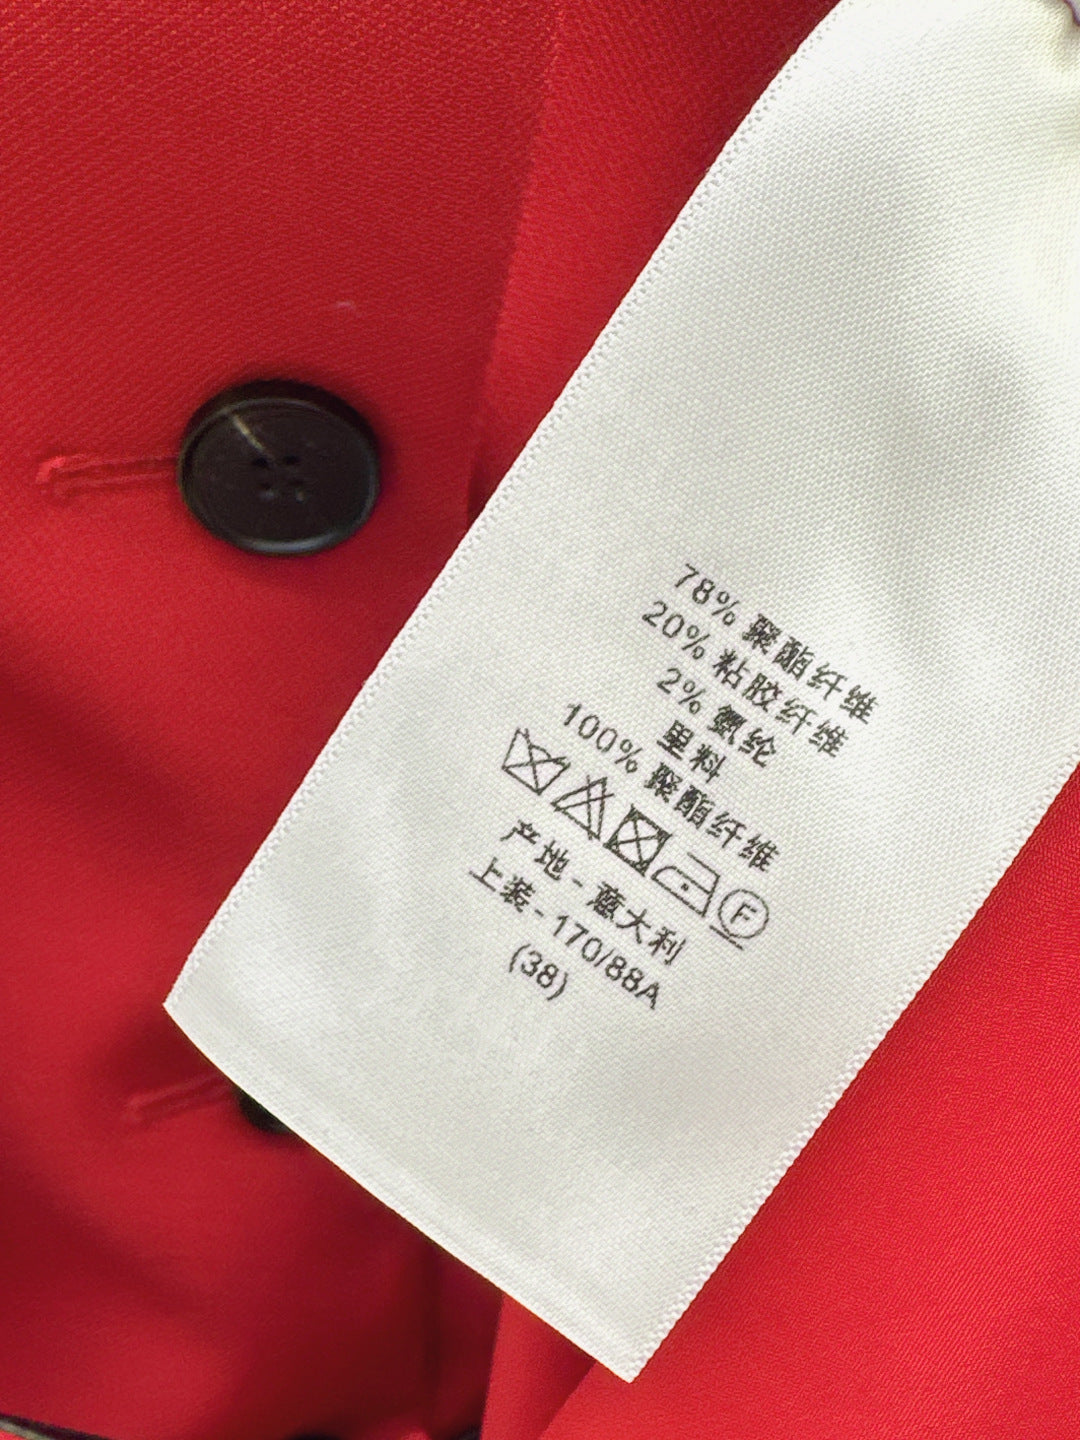 78% 聚酯纤维
20% 粘胶纤维
2% 氨纶
里料
100% 聚酯纤维
F
产地 - 意大利
上装 - 170/88A
(38)